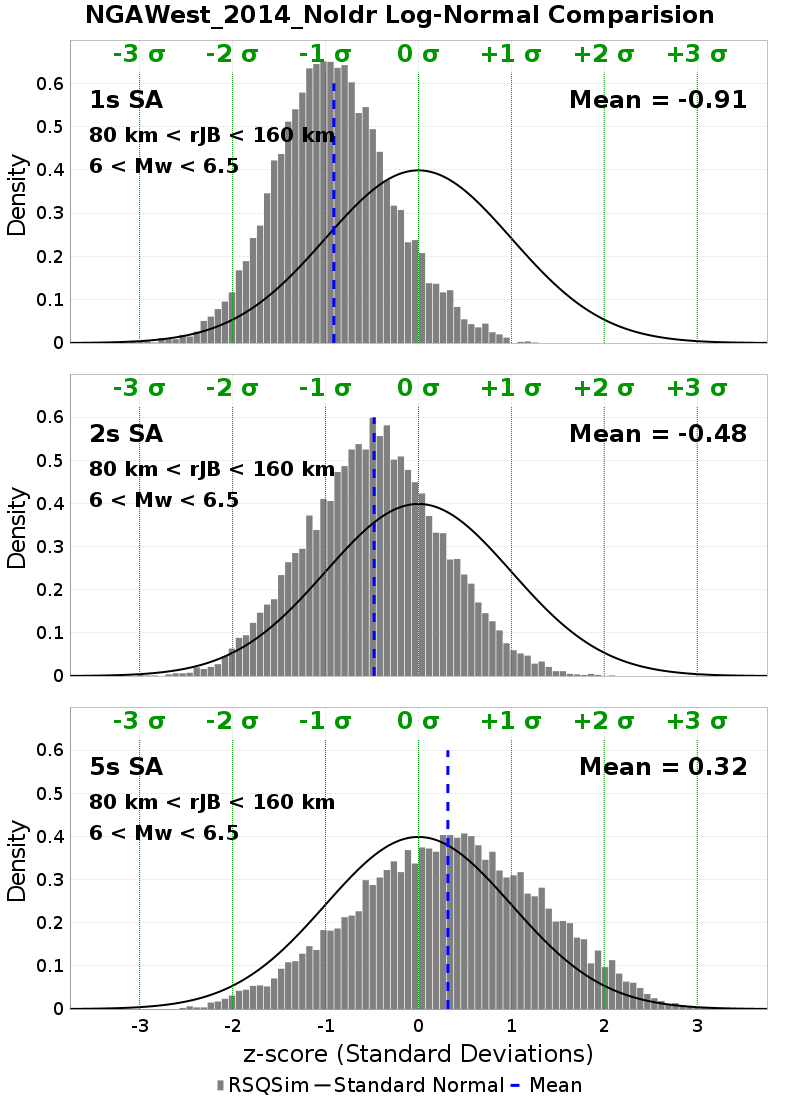 NGAWest_2014_NoIdr Log-Normal Comparision
-3 σ -2 σ -1 σ 0 σ +1 σ +2 σ +3 σ
1s SA Mean = -0.91
80 km < rJB < 160 km
6 < Mw < 6.5
Density
0.6
0.5
0.4
0.3
0.2
0.1
0
-3 σ -2 σ -1 σ 0 σ +1 σ +2 σ +3 σ
2s SA Mean = -0.48
80 km < rJB < 160 km
6 < Mw < 6.5
Density
0.6
0.5
0.4
0.3
0.2
0.1
0
-3 σ -2 σ -1 σ 0 σ +1 σ +2 σ +3 σ
5s SA Mean = 0.32
80 km < rJB < 160 km
6 < Mw < 6.5
Density
0.6
0.5
0.4
0.3
0.2
0.1
0
-3 -2 -1 0 1 2 3
z-score (Standard Deviations)
RSQSim Standard Normal Mean